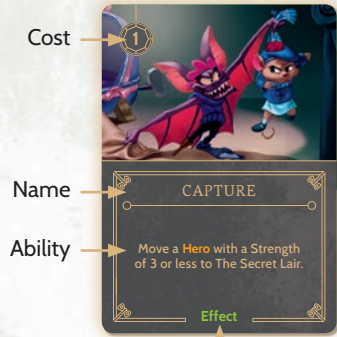 Cost
1
Name
CAPTURE
Ability
Move a Hero with a Strength
of 3 or less to The Secret Lair.
Effect